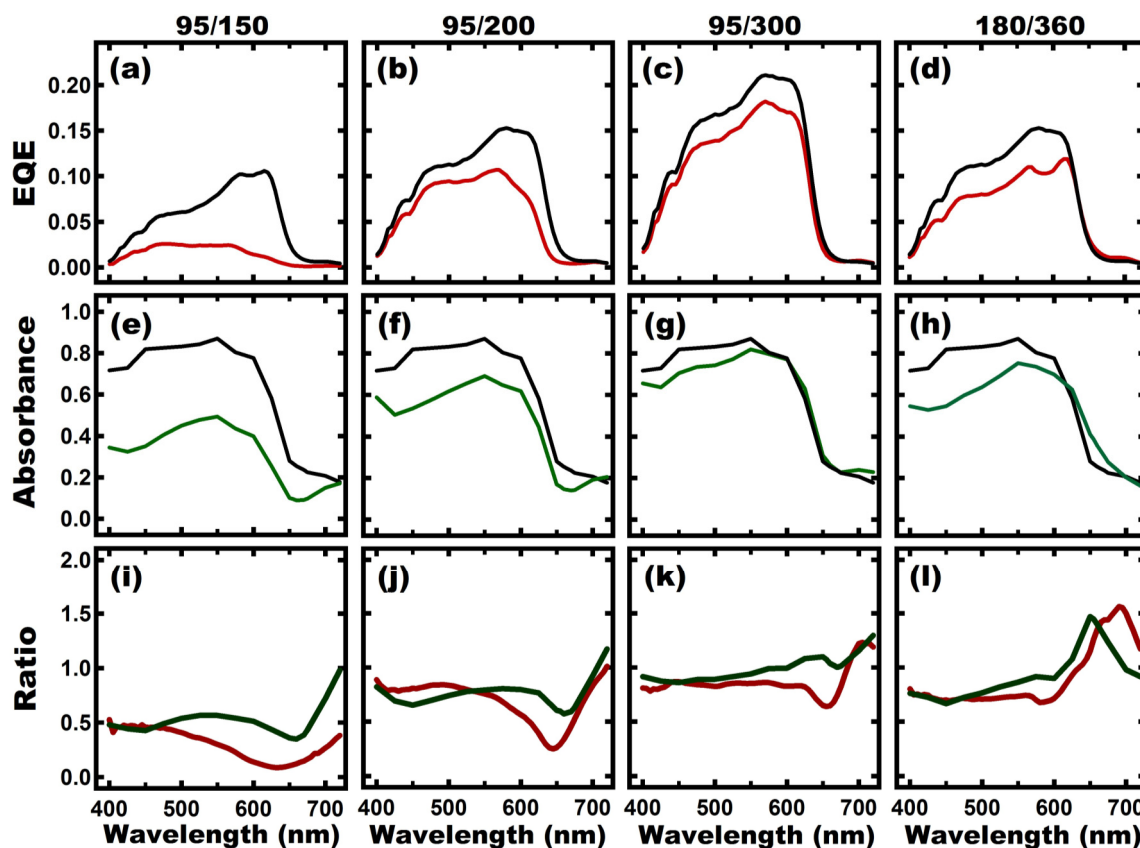 95/150 95/200 95/300 180/360
(a) (b) (c) (d)
EQE
0.20
0.15
0.10
0.05
0.00
(e) (f) (g) (h)
Absorbance
1.0
0.8
0.6
0.4
0.2
0.0
(i) (j) (k) (l)
Ratio
2.0
1.5
1.0
0.5
0.0
400 500 600 700 400 500 600 700 400 500 600 700 400 500 600 700
Wavelength (nm) Wavelength (nm) Wavelength (nm) Wavelength (nm)